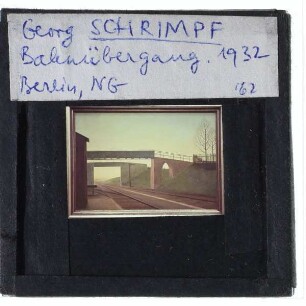 Georg SCHRIMPF
Bahnübergang. 1932
Berlin, NG '62